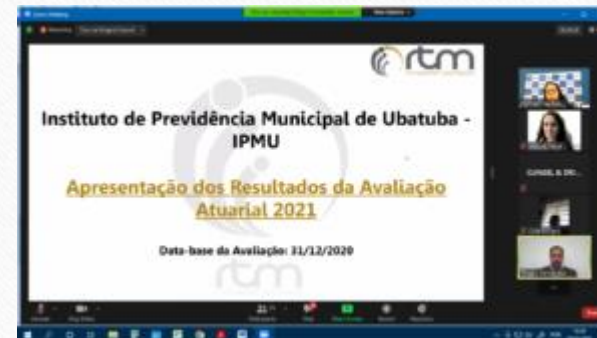 rtm
Instituto de Previdência Municipal de Ubatuba -
IPMU
Apresentação dos Resultados da Avaliação
Atuarial 2021
Data-base da Avaliação: 31/12/2020
rtm